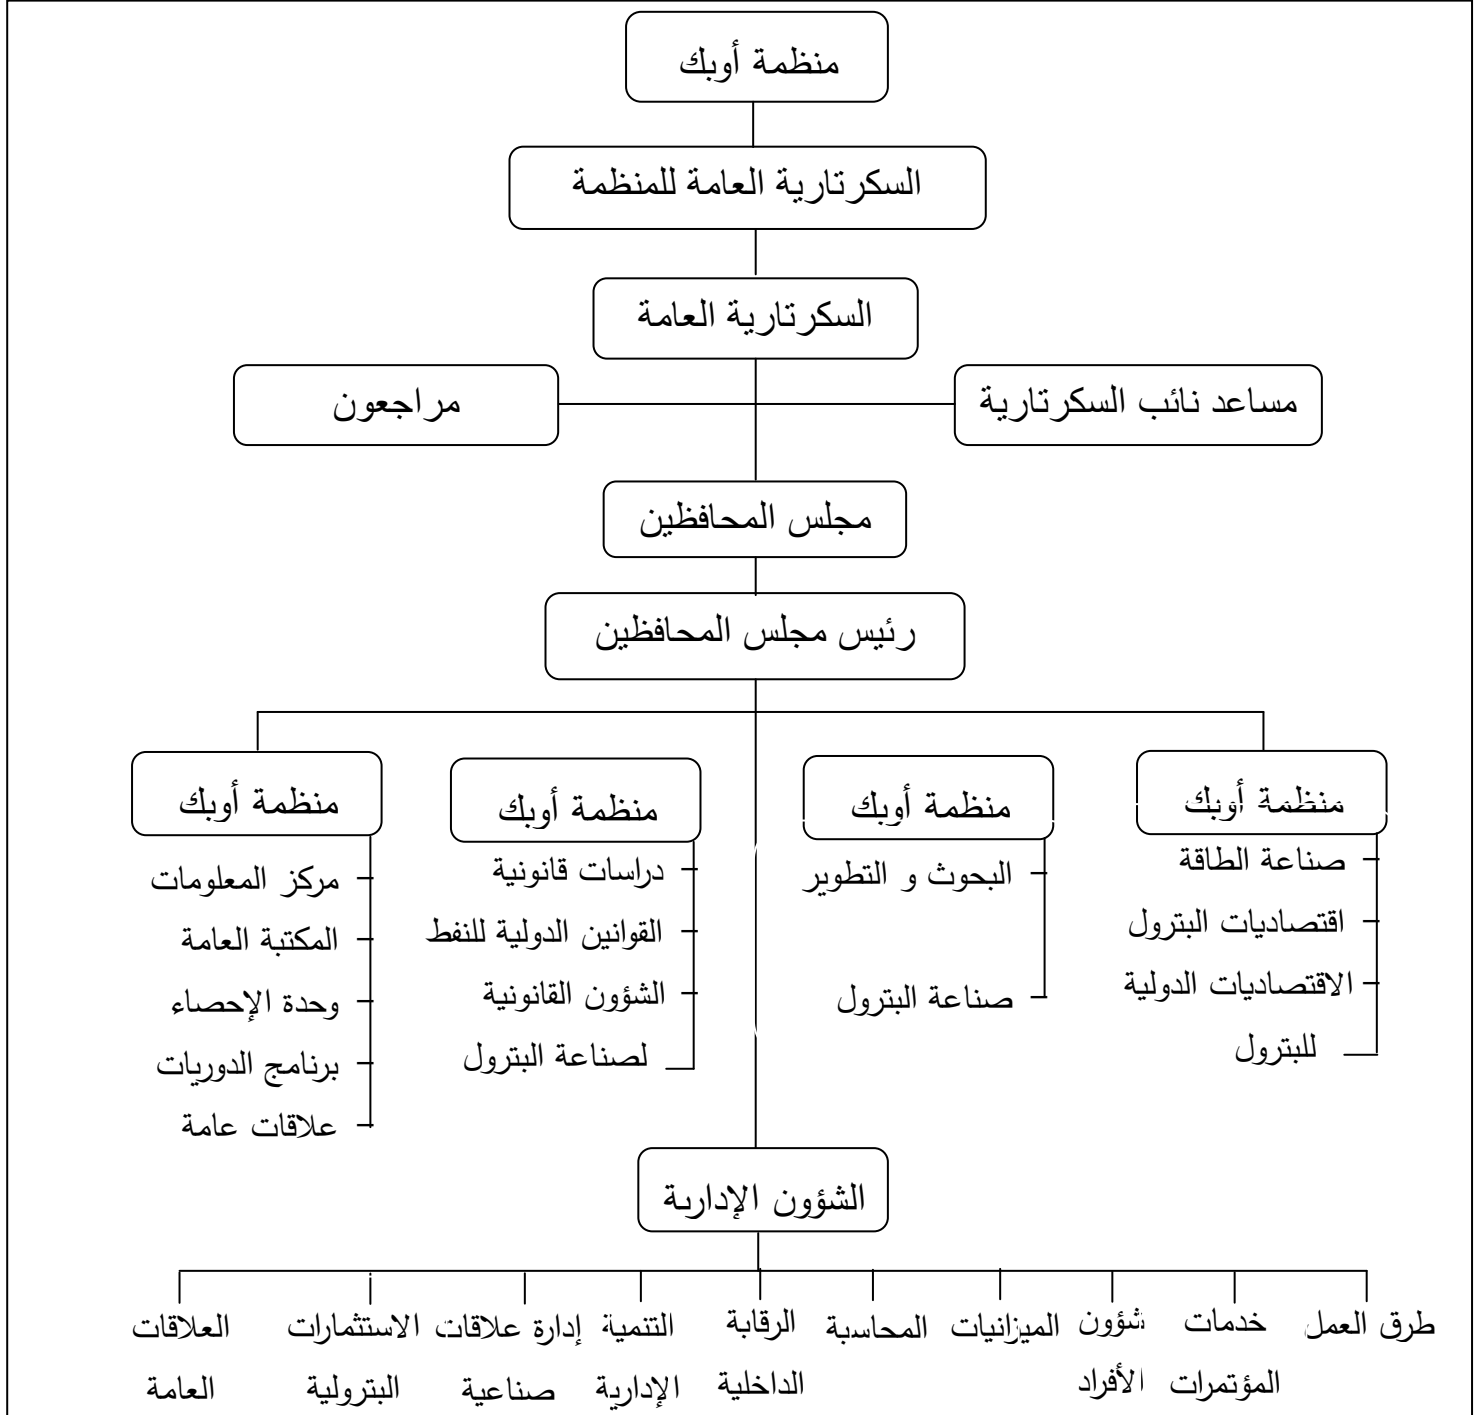 منظمة أوبك
السكرتارية العامة للمنظمة
السكرتارية العامة
مساعد نائب السكرتارية
مراجعون
مجلس المحافظين
رئيس مجلس المحافظين
منظمة أوبك
- صناعة الطاقة
- اقتصاديات البترول
- الاقتصاديات الدولية
للبترول
منظمة أوبك
- البحوث و التطوير
- صناعة البترول
منظمة أوبك
- دراسات قانونية
- القوانين الدولية للنفط
- الشؤون القانونية
لصناعة البترول
منظمة أوبك
- مركز المعلومات
- المكتبة العامة
- وحدة الإحصاء
- برنامج الدوريات
- علاقات عامة
الشؤون الإدارية
طرق العمل
خدمات
المؤتمرات
شؤون
الأفراد
الميزانيات
المحاسبة
الرقابة
الداخلية
التنمية
الإدارية
إدارة علاقات
صناعية
الاستثمارات
البترولية
العلاقات
العامة